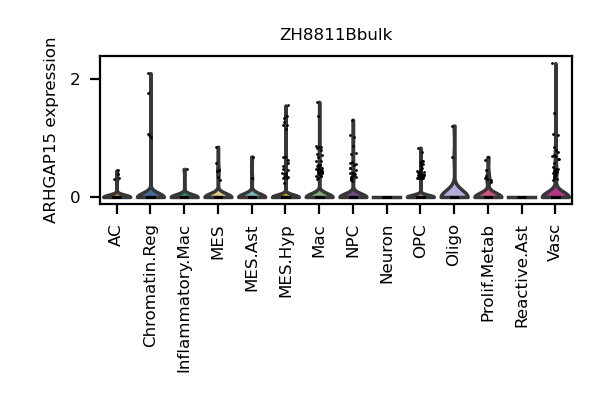 ZH8811Bbulk
ARHGAP15 expression
2
0
AC
Chromatin.Reg
Inflammatory.Mac
MES
MES.Ast
MES.Hyp
Mac
NPC
Neuron
OPC
Oligo
Prolif.Metab
Reactive.Ast
Vasc